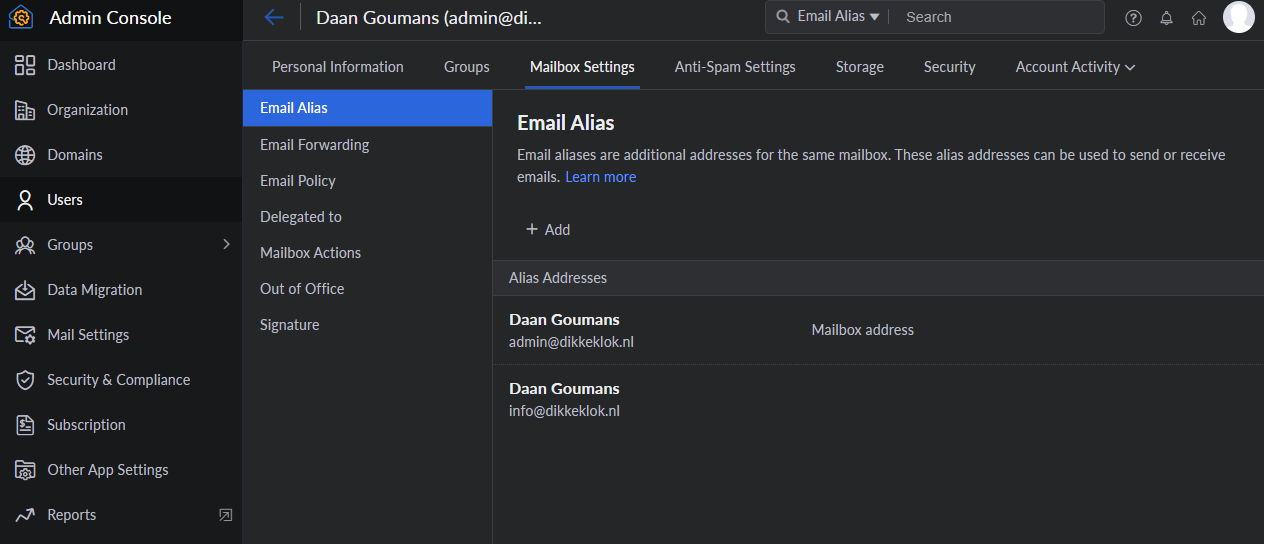 Admin Console
Daan Goumans (admin@di...
Email Alias
Search
Dashboard
Organization
Domains
Users
Groups
Data Migration
Mail Settings
Security & Compliance
Subscription
Other App Settings
Reports
Personal Information
Groups
Mailbox Settings
Anti-Spam Settings
Storage
Security
Account Activity
Email Alias
Email Forwarding
Email Policy
Delegated to
Mailbox Actions
Out of Office
Signature
Email Alias
Email aliases are additional addresses for the same mailbox. These alias addresses can be used to send or receive
emails. Learn more
+ Add
Alias Addresses
Daan Goumans
admin@dikkeklok.nl
Mailbox address
Daan Goumans
info@dikkeklok.nl